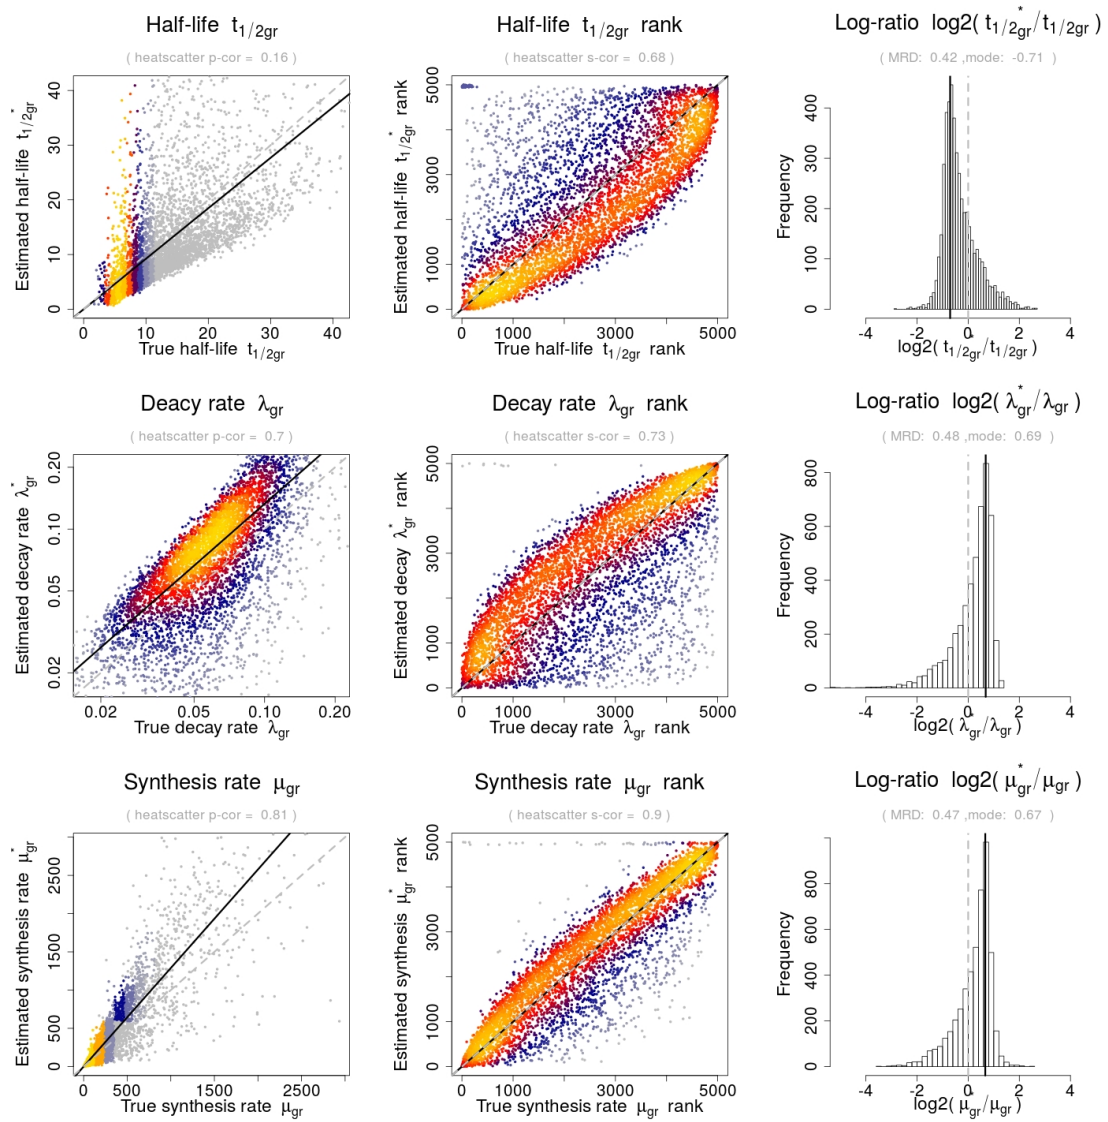 Half-life t1/2gr
( heatscatter p-cor = 0.16 )
Estimated half-life t*1/2gr
0 10 20 30 40
0 10 20 30 40
True half-life t1/2gr
Half-life t1/2gr rank
( heatscatter s-cor = 0.68 )
Estimated half-life t*1/2gr rank
0 1000 3000 5000
0 1000 3000 5000
True half-life t1/2gr rank
Log-ratio log2( t*1/2gr/t1/2gr )
( MRD: 0.42 ,mode: -0.71 )
Frequency
0 100 200 300 400
-4 -2 0 2 4
log2( t1/2gr/t1/2gr )
Deacy rate λgr
( heatscatter p-cor = 0.7 )
Estimated decay rate λ*gr
0.02 0.05 0.10 0.20
0.02 0.05 0.10 0.20
True decay rate λgr
Decay rate λgr rank
( heatscatter s-cor = 0.73 )
Estimated decay λ*gr rank
0 1000 3000 5000
0 1000 3000 5000
True decay rate λgr rank
Log-ratio log2( λ*gr/λgr )
( MRD: 0.48 ,mode: 0.69 )
Frequency
0 200 400 600 800
-4 -2 0 2 4
log2( λgr/λgr )
Synthesis rate μgr
( heatscatter p-cor = 0.81 )
Estimated synthesis rate μ*gr
0 500 1500 2500
0 500 1500 2500
True synthesis rate μgr
Synthesis rate μgr rank
( heatscatter s-cor = 0.9 )
Estimated synthesis μ*gr rank
0 1000 3000 5000
0 1000 3000 5000
True synthesis rate μgr rank
Log-ratio log2( μ*gr/μgr )
( MRD: 0.47 ,mode: 0.67 )
Frequency
0 200 400 600 800
-4 -2 0 2 4
log2( μgr/μgr )